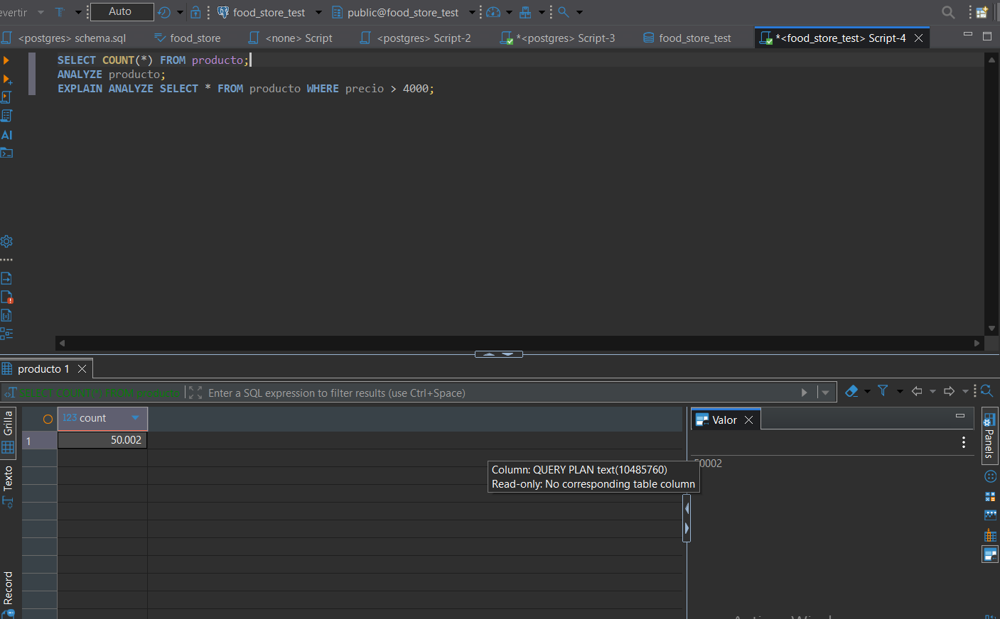 evertir
Auto
food_store_test
public@food_store_test
<postgres> schema.sql
food_store
<none> Script
<postgres> Script-2
*<postgres> Script-3
food_store_test
*<food_store_test> Script-4
SELECT COUNT(*) FROM producto;
ANALYZE producto;
EXPLAIN ANALYZE SELECT * FROM producto WHERE precio > 4000;
AI
producto 1
SELECT COUNT(*) FROM producto
Enter a SQL expression to filter results (use Ctrl+Space)
Grilla
Texto
Record
123 count
1
50.002
Column: QUERY PLAN text(10485760)
Read-only: No corresponding table column
Valor
50002
Panels